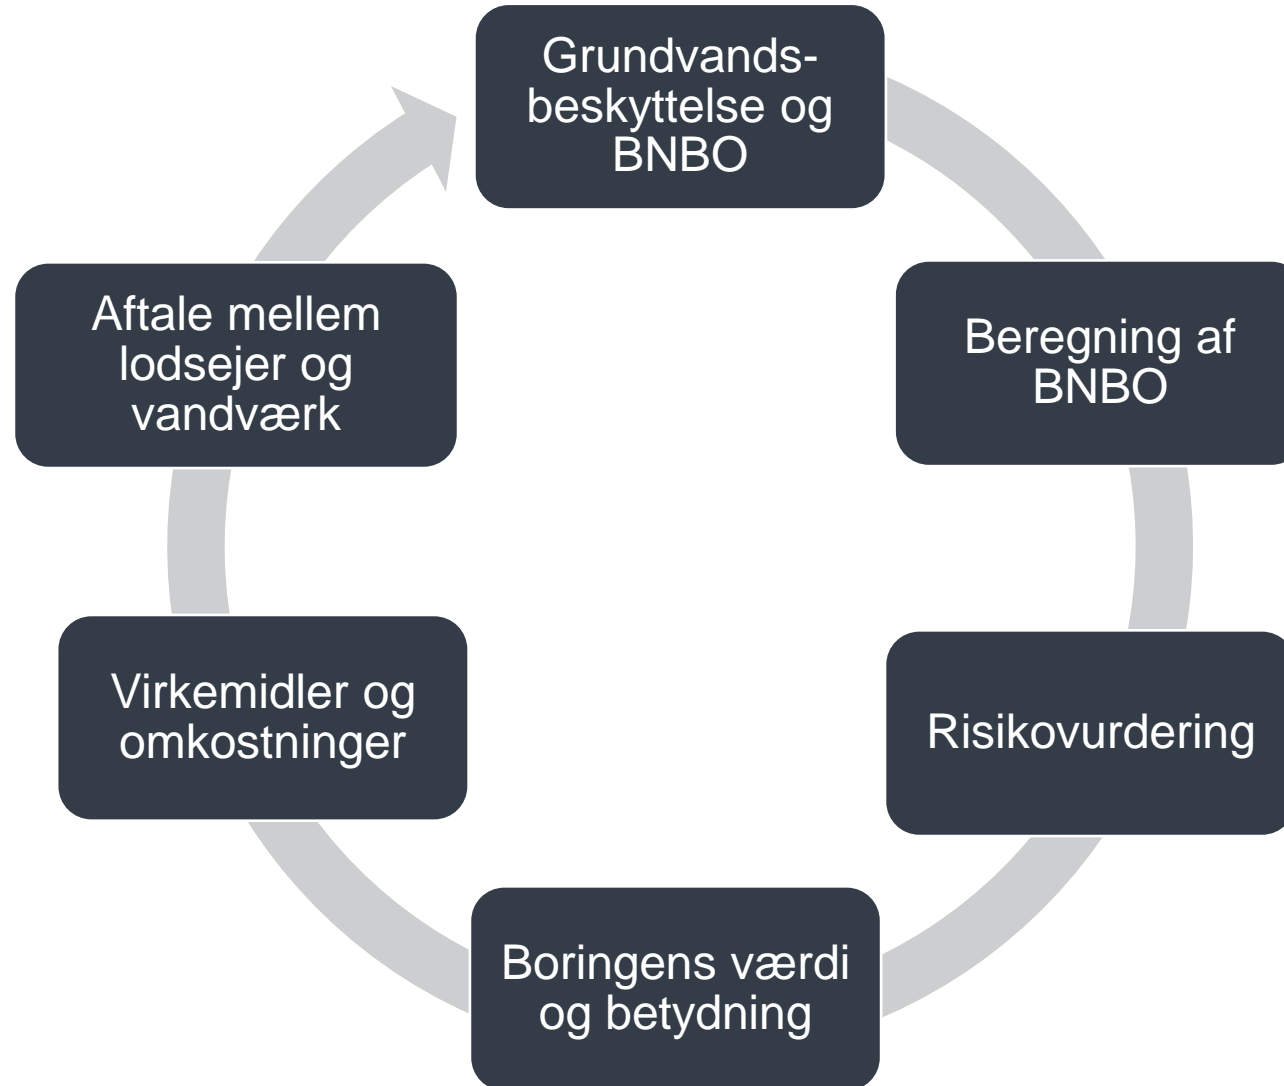 Grundvands-
beskyttelse og
BNBO
Beregning af
BNBO
Risikovurdering
Boringens værdi
og betydning
Virkemidler og
omkostninger
Aftale mellem
lodsejer og
vandværk